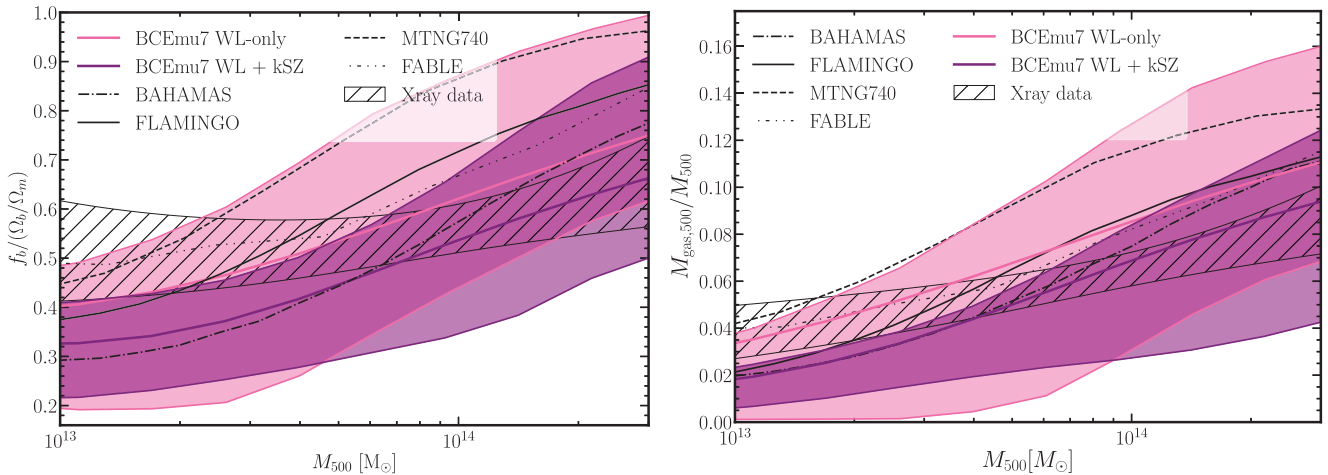 1.0
0.9
0.8
0.7
0.6
0.5
0.4
0.3
0.2
f_b/(Ω_b/Ω_m)
BCEmu7 WL-only
BCEmu7 WL + kSZ
BAHAMAS
FLAMINGO
MTNG740
FABLE
Xray data
10^13
10^14
M_500 [M_⊙]
0.16
0.14
0.12
0.10
0.08
0.06
0.04
0.02
0.00
M_gas,500/M_500
BAHAMAS
FLAMINGO
MTNG740
FABLE
BCEmu7 WL-only
BCEmu7 WL + kSZ
Xray data
10^13
10^14
M_500[M_⊙]